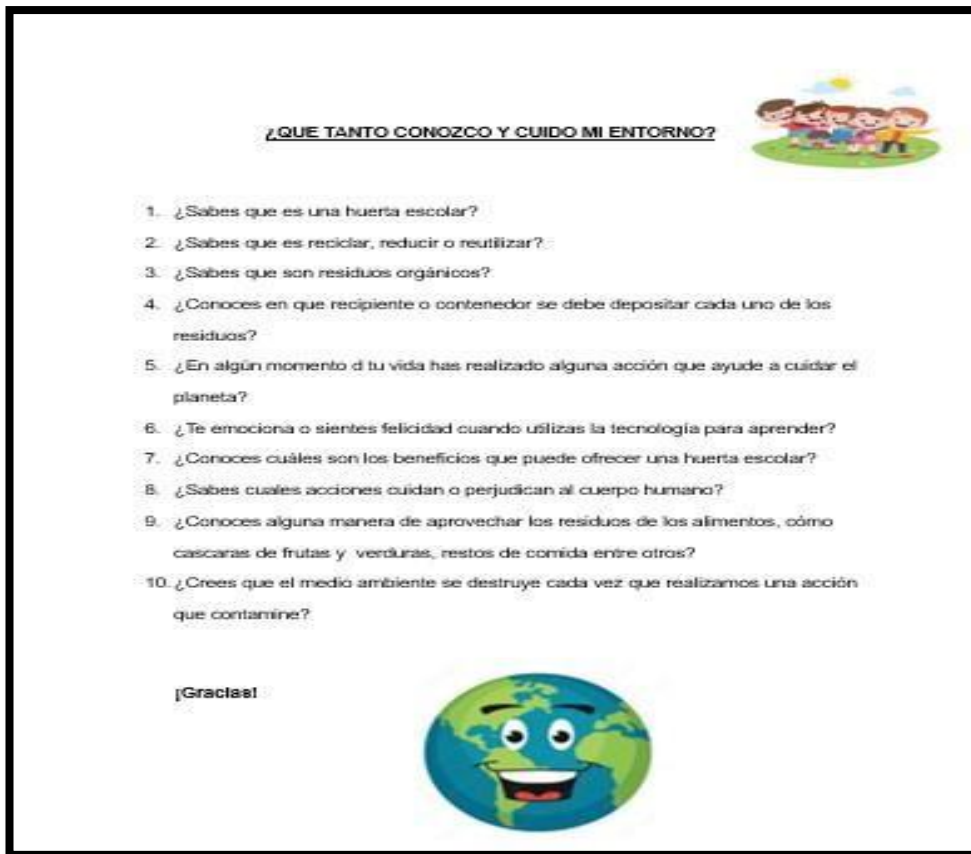 ¿QUE TANTO CONOZCO Y CUIDO MI ENTORNO?
1. ¿Sabes que es una huerta escolar?
2. ¿Sabes que es reciclar, reducir o reutilizar?
3. ¿Sabes que son residuos orgánicos?
4. ¿Conoces en que recipiente o contenedor se debe depositar cada uno de los
residuos?
5. ¿En algún momento d tu vida has realizado alguna acción que ayude a cuidar el
planeta?
6. ¿Te emociona o sientes felicidad cuando utilizas la tecnología para aprender?
7. ¿Conoces cuáles son los beneficios que puede ofrecer una huerta escolar?
8. ¿Sabes cuales acciones cuidan o perjudican al cuerpo humano?
9. ¿Conoces alguna manera de aprovechar los residuos de los alimentos, cómo
cascaras de frutas y verduras, restos de comida entre otros?
10. ¿Crees que el medio ambiente se destruye cada vez que realizamos una acción
que contamine?
¡Gracias!